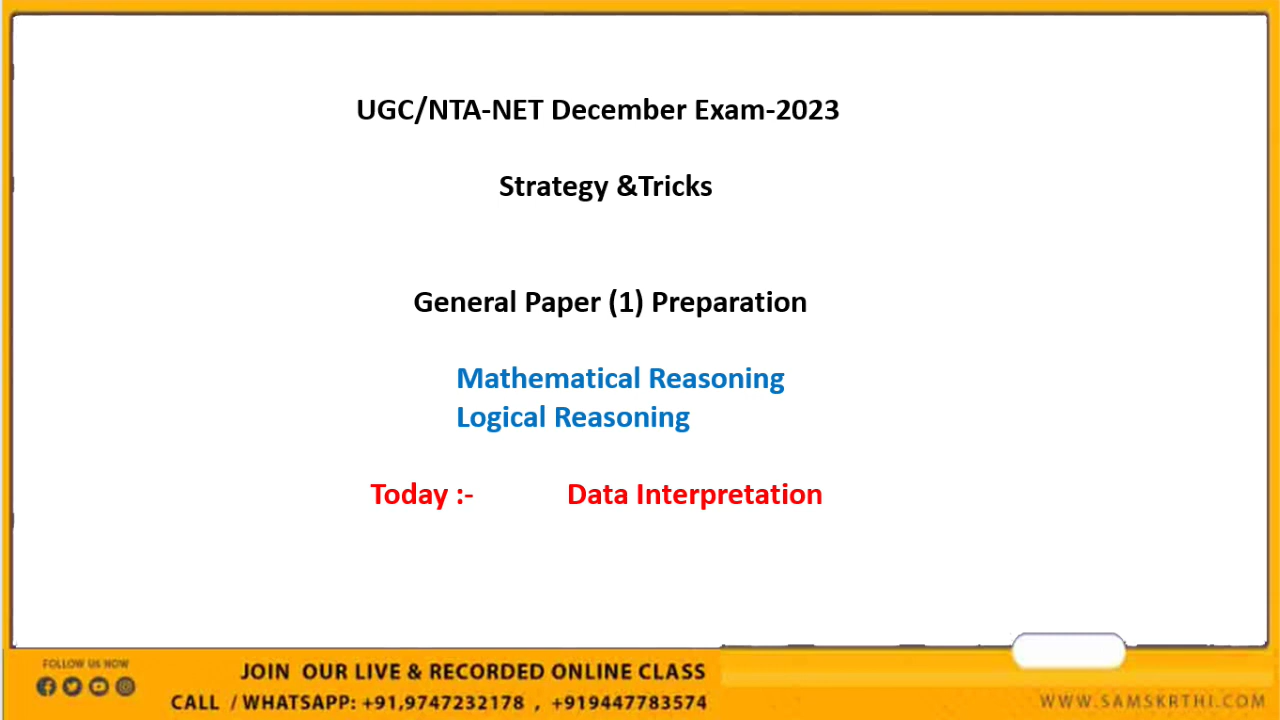 UGC/NTA-NET December Exam-2023
Strategy &Tricks
General Paper (1) Preparation
Mathematical Reasoning
Logical Reasoning
Today :- Data Interpretation
FOLLOW US NOW
JOIN OUR LIVE & RECORDED ONLINE CLASS
CALL / WHATSAPP: +91,9747232178 , +919447783574
WWW.SAMSKRTHI.COM